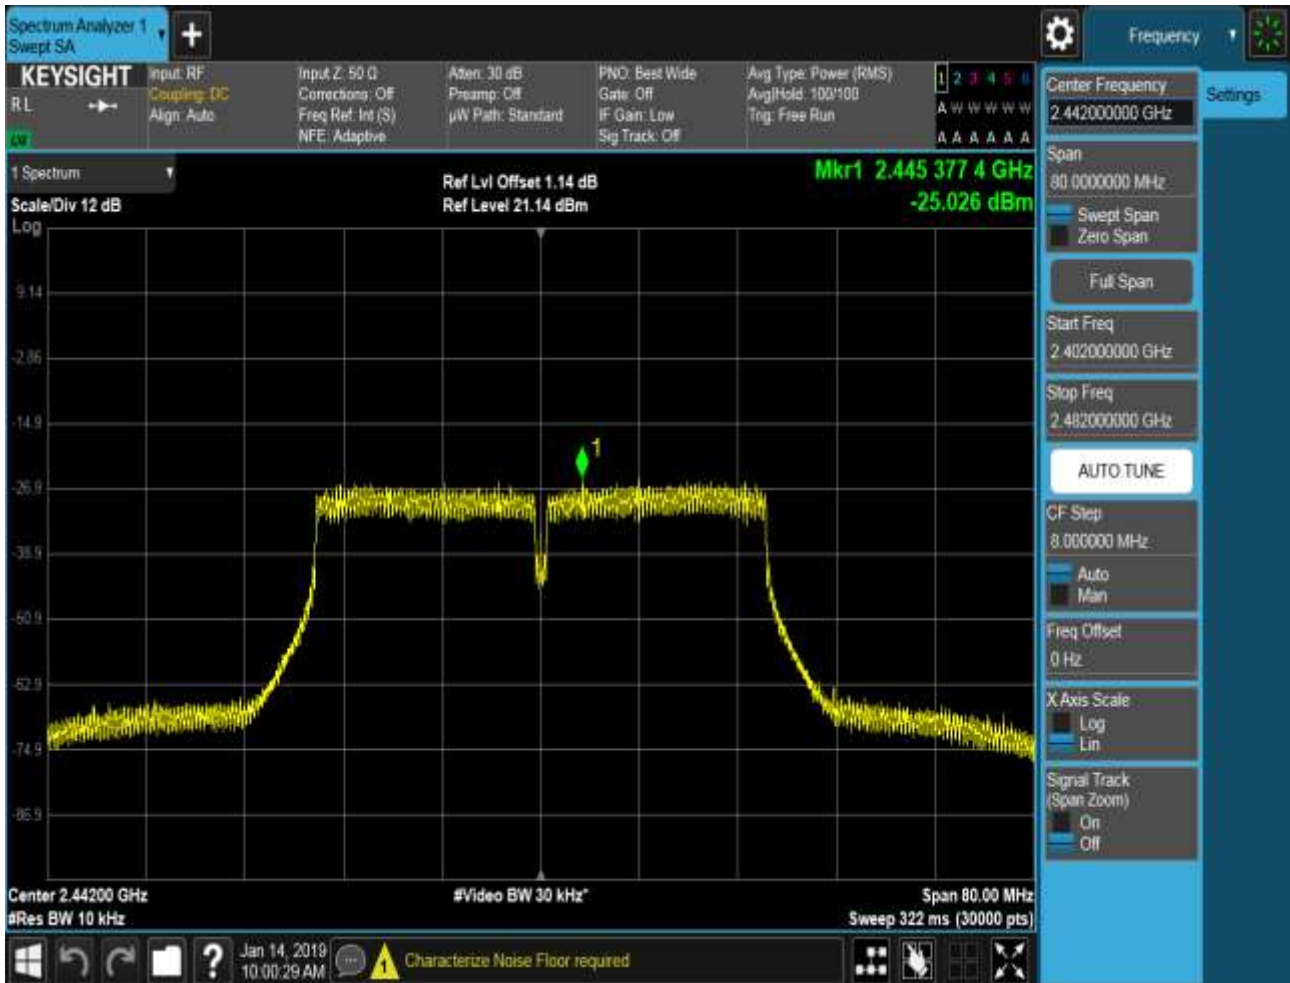 Spectrum Analyzer 1
Swept SA
+
Frequency
KEYSIGHT
R L
Input: RF
Coupling: DC
Align: Auto
Input Z: 50 Ω
Corrections: Off
Freq Ref: Int (S)
NFE: Adaptive
Atten: 30 dB
Preamp: Off
µW Path: Standard
PNO: Best Wide
Gate: Off
IF Gain: Low
Sig Track: Off
Avg Type: Power (RMS)
Avg|Hold: 100/100
Trig: Free Run
1 2 3 4 5 6
A W W W W W
A A A A A A
1 Spectrum
Scale/Div 12 dB
Log
Ref Lvl Offset 1.14 dB
Ref Level 21.14 dBm
Mkr1 2.445 377 4 GHz
-25.026 dBm
9.14
-2.86
-14.9
-26.9
-38.9
-50.9
-62.9
-74.9
-86.9
1
Center 2.44200 GHz
#Res BW 10 kHz
#Video BW 30 kHz*
Span 80.00 MHz
Sweep 322 ms (30000 pts)
Center Frequency
2.442000000 GHz
Settings
Span
80.0000000 MHz
Swept Span
Zero Span
Full Span
Start Freq
2.402000000 GHz
Stop Freq
2.482000000 GHz
AUTO TUNE
CF Step
8.000000 MHz
Auto
Man
Freq Offset
0 Hz
X Axis Scale
Log
Lin
Signal Track
(Span Zoom)
On
Off
?
Jan 14, 2019
10:00:29 AM
1
Characterize Noise Floor required